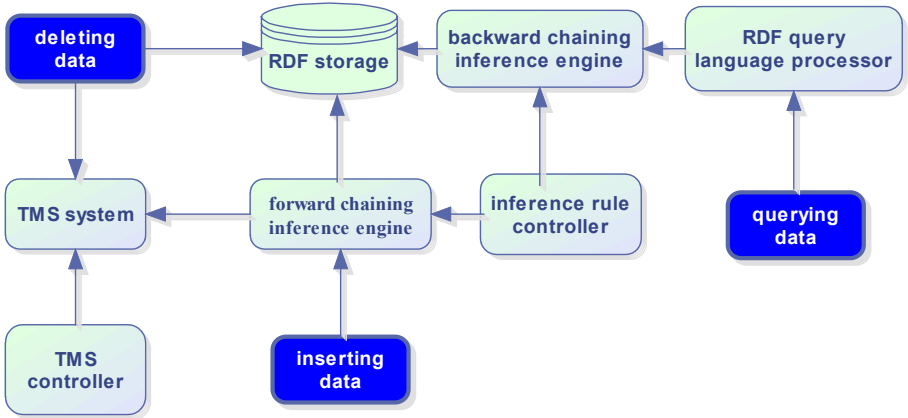 deleting
data
RDF storage
backward chaining
inference engine
RDF query
language processor
TMS system
forward chaining
inference engine
inference rule
controller
querying
data
TMS
controller
inserting
data